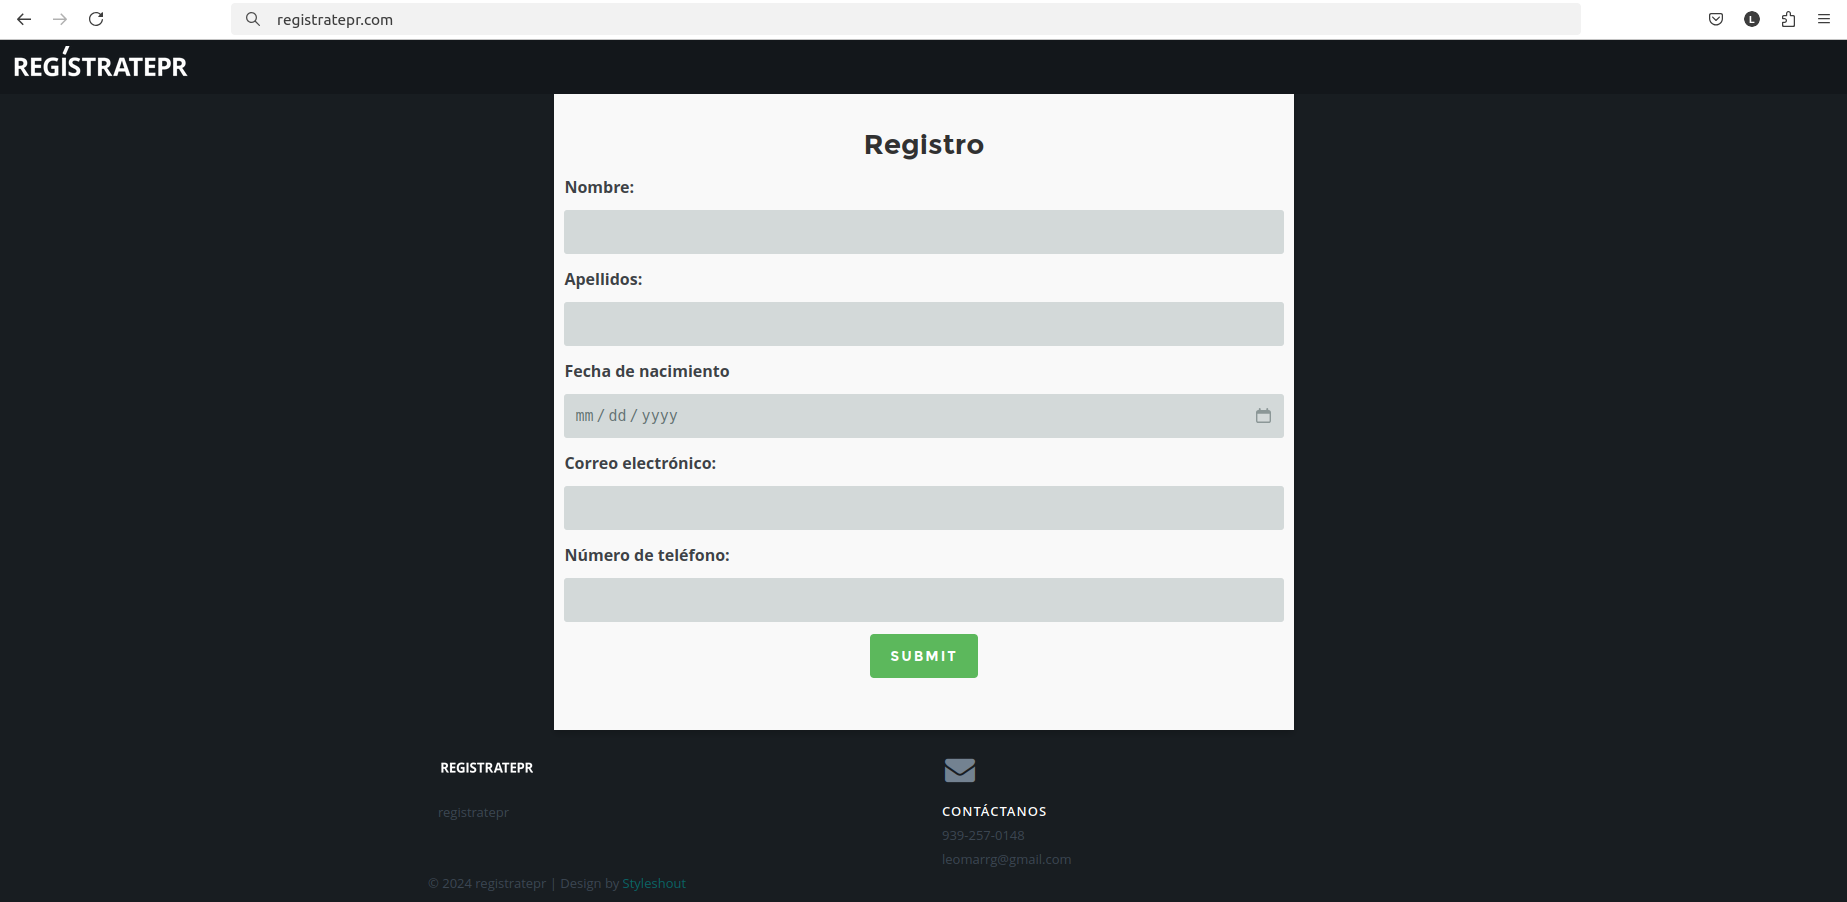 registratepr.com
L
REGÍSTRATEPR
Registro
Nombre:
Apellidos:
Fecha de nacimiento
mm / dd / yyyy
Correo electrónico:
Número de teléfono:
SUBMIT
REGISTRATEPR
registratepr
CONTÁCTANOS
939-257-0148
leomarrg@gmail.com
© 2024 registratepr | Design by Styleshout